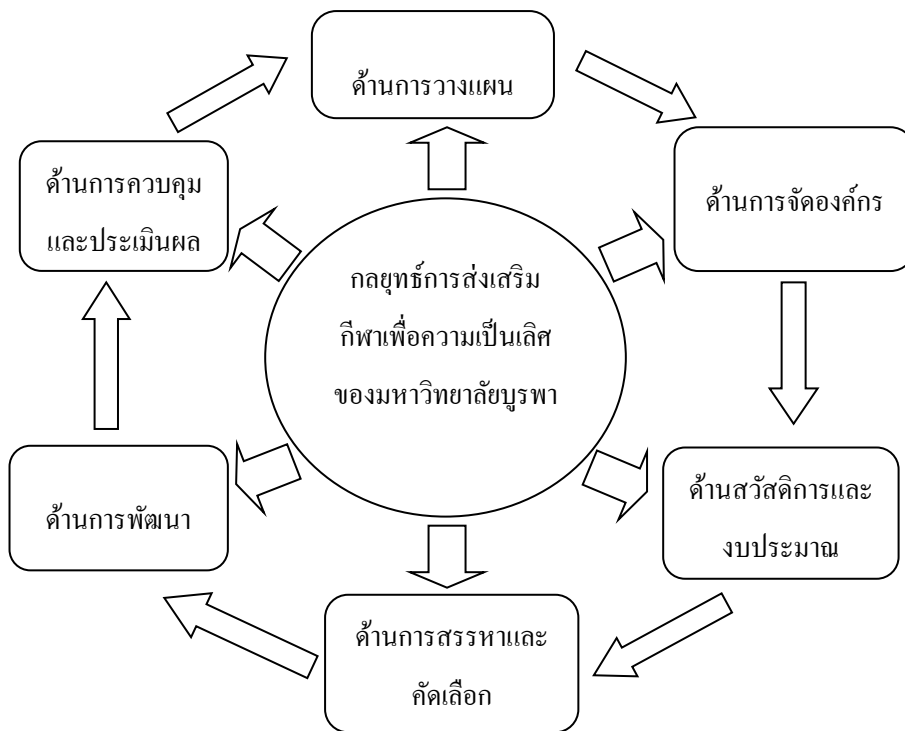 ด้านการวางแผน
ด้านการควบคุม
และประเมินผล
ด้านการจัดองค์กร
กลยุทธ์การส่งเสริม
กีฬาเพื่อความเป็นเลิศ
ของมหาวิทยาลัยบูรพา
ด้านการพัฒนา
ด้านสวัสดิการและ
งบประมาณ
ด้านการสรรหาและ
คัดเลือก